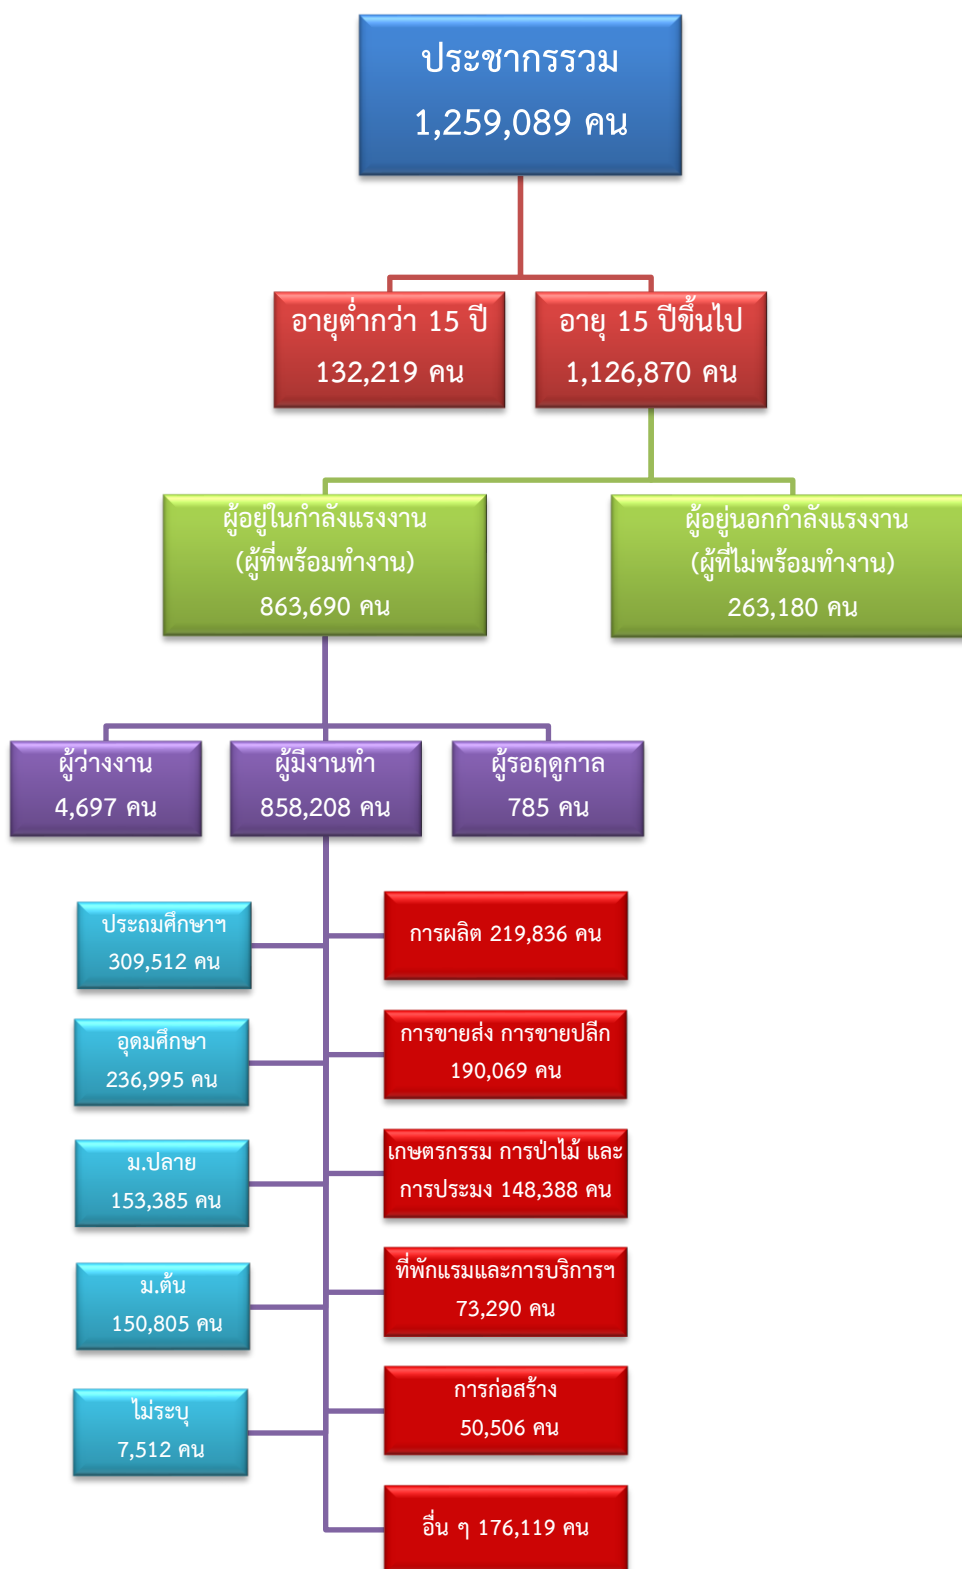 ประชากรรวม
1,259,089 คน
อายุต่ำกว่า 15 ปี
132,219 คน
อายุ 15 ปีขึ้นไป
1,126,870 คน
ผู้อยู่ในกำลังแรงงาน
(ผู้ที่พร้อมทำงาน)
863,690 คน
ผู้อยู่นอกกำลังแรงงาน
(ผู้ที่ไม่พร้อมทำงาน)
263,180 คน
ผู้ว่างงาน
4,697 คน
ผู้มีงานทำ
858,208 คน
ผู้รอฤดูกาล
785 คน
ประถมศึกษาฯ
309,512 คน
อุดมศึกษา
236,995 คน
ม.ปลาย
153,385 คน
ม.ต้น
150,805 คน
ไม่ระบุ
7,512 คน
การผลิต 219,836 คน
การขายส่ง การขายปลีก
190,069 คน
เกษตรกรรม การป่าไม้ และ
การประมง 148,388 คน
ที่พักแรมและการบริการฯ
73,290 คน
การก่อสร้าง
50,506 คน
อื่น ๆ 176,119 คน